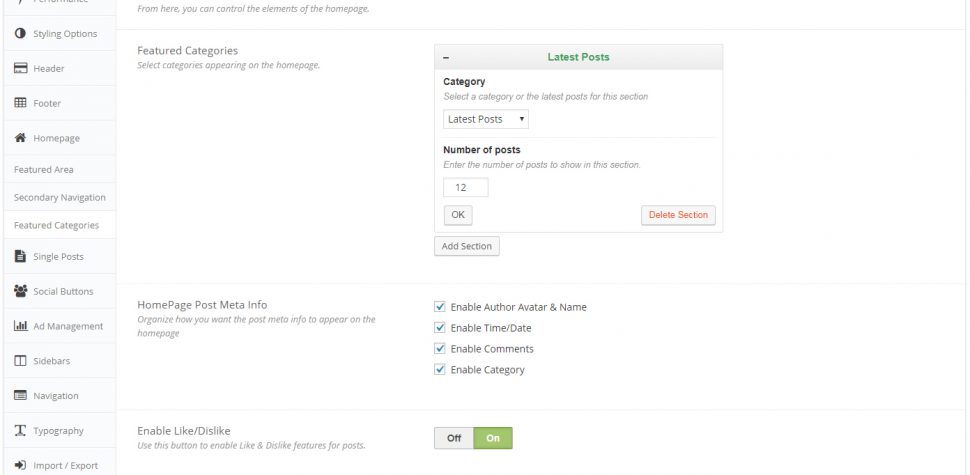 Performance
Styling Options
Header
Footer
Homepage
Featured Area
Secondary Navigation
Featured Categories
Single Posts
Social Buttons
Ad Management
Sidebars
Navigation
Typography
Import / Export
From here, you can control the elements of the homepage.
Featured Categories
Select categories appearing on the homepage.
– Latest Posts
Category
Select a category or the latest posts for this section
Latest Posts
Number of posts
Enter the number of posts to show in this section.
12
OK Delete Section
Add Section
HomePage Post Meta Info
Organize how you want the post meta info to appear on the
homepage
Enable Author Avatar & Name
Enable Time/Date
Enable Comments
Enable Category
Enable Like/Dislike
Use this button to enable Like & Dislike features for posts.
Off On